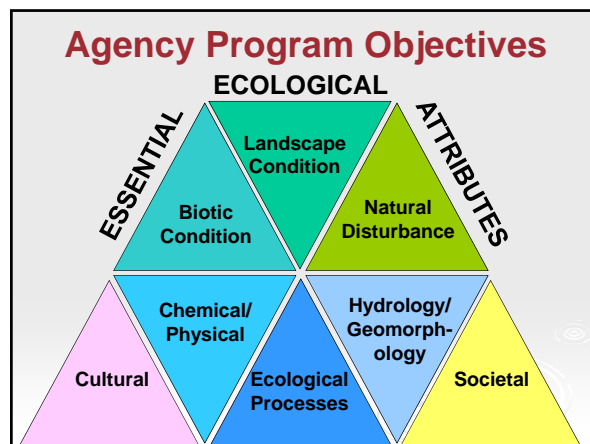 Agency Program Objectives
ESSENTIAL
ECOLOGICAL
ATTRIBUTES
Landscape
Condition
Biotic
Condition
Natural
Disturbance
Chemical/
Physical
Hydrology/
Geomorph-
ology
Cultural
Ecological
Processes
Societal